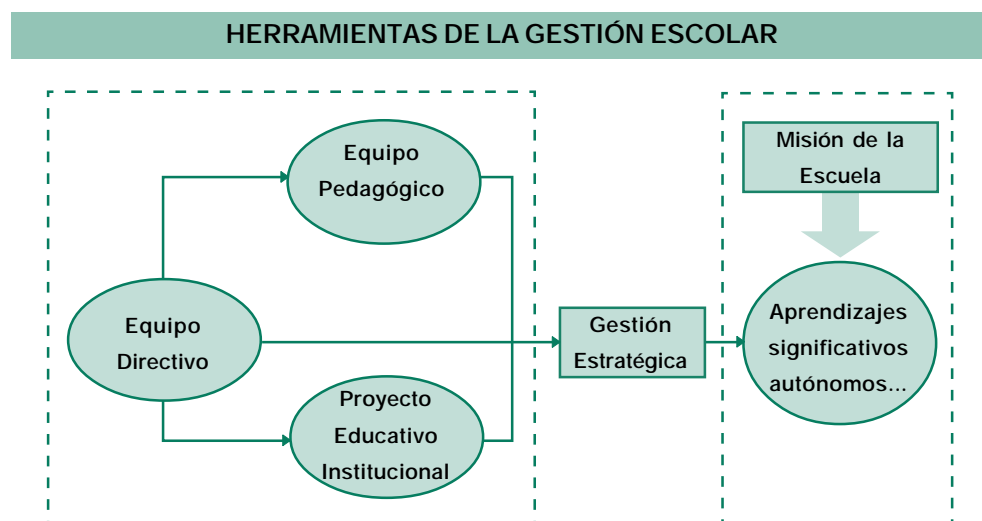 HERRAMIENTAS DE LA GESTIÓN ESCOLAR
Equipo
Pedagógico
Misión de la
Escuela
Equipo
Directivo
Gestión
Estratégica
Aprendizajes
significativos
autónomos...
Proyecto
Educativo
Institucional